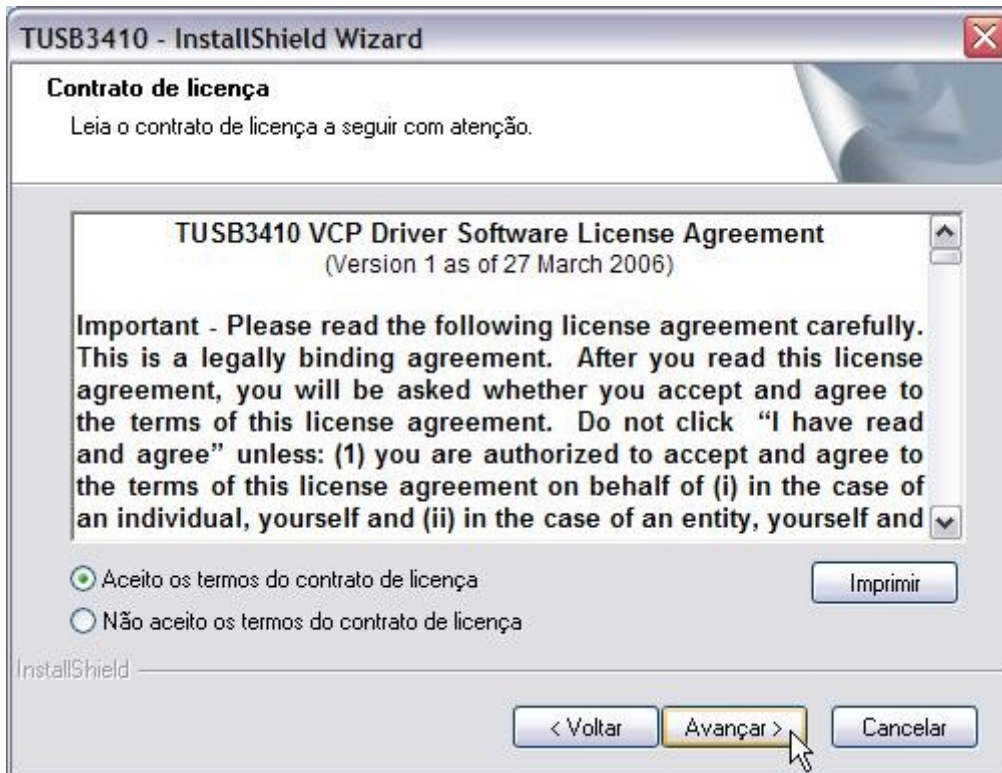 TUSB3410 - InstallShield Wizard
Contrato de licença
Leia o contrato de licença a seguir com atenção.
TUSB3410 VCP Driver Software License Agreement
(Version 1 as of 27 March 2006)
Important - Please read the following license agreement carefully.
This is a legally binding agreement.  After you read this license
agreement, you will be asked whether you accept and agree to
the terms of this license agreement.  Do not click  “I have read
and agree” unless: (1) you are authorized to accept and agree to
the terms of this license agreement on behalf of (i) in the case of
an individual, yourself and (ii) in the case of an entity, yourself and
Aceito os termos do contrato de licença
Imprimir
Não aceito os termos do contrato de licença
InstallShield
< Voltar
Avançar >
Cancelar